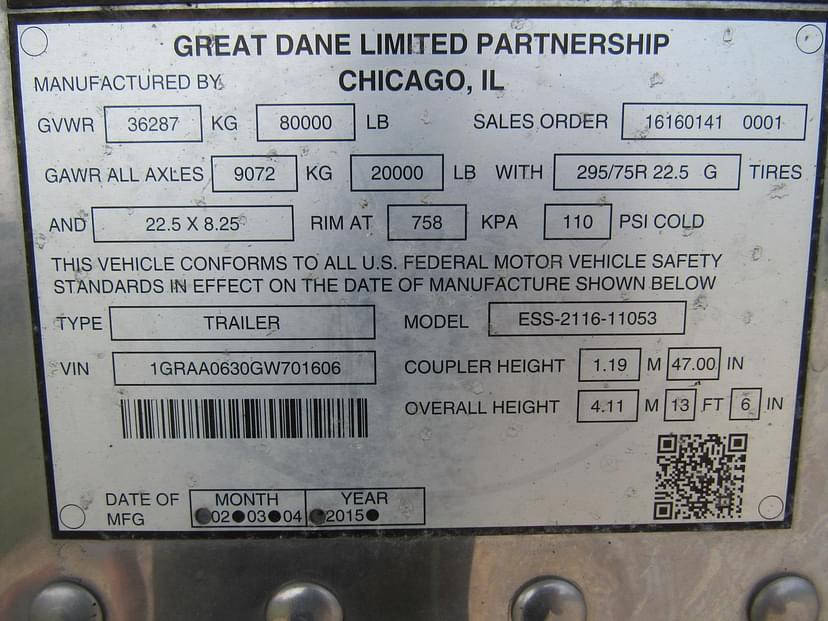 GREAT DANE LIMITED PARTNERSHIP
MANUFACTURED BY CHICAGO, IL
GVWR 36287 KG 80000 LB SALES ORDER 16160141 0001
GAWR ALL AXLES 9072 KG 20000 LB WITH 295/75R 22.5 G TIRES
AND 22.5 X 8.25 RIM AT 758 KPA 110 PSI COLD
THIS VEHICLE CONFORMS TO ALL U.S. FEDERAL MOTOR VEHICLE SAFETY
STANDARDS IN EFFECT ON THE DATE OF MANUFACTURE SHOWN BELOW
TYPE TRAILER MODEL ESS-2116-11053
VIN 1GRAA0630GW701606 COUPLER HEIGHT 1.19 M 47.00 IN
OVERALL HEIGHT 4.11 M 13 FT 6 IN
DATE OF MFG MONTH YEAR
02 03 04 2015